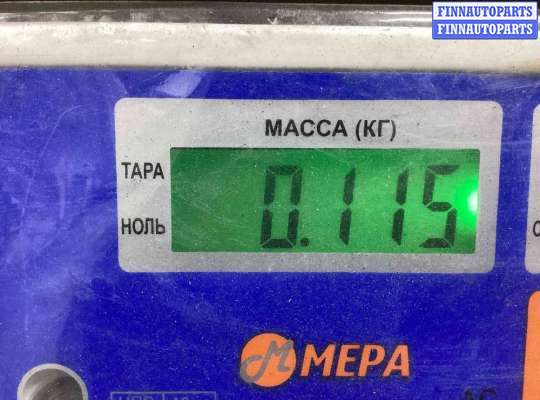 FINNAUTOPARTS
FINNAUTOPARTS
МАССА (КГ)
ТАРА
НОЛЬ
0.115
М МЕРА